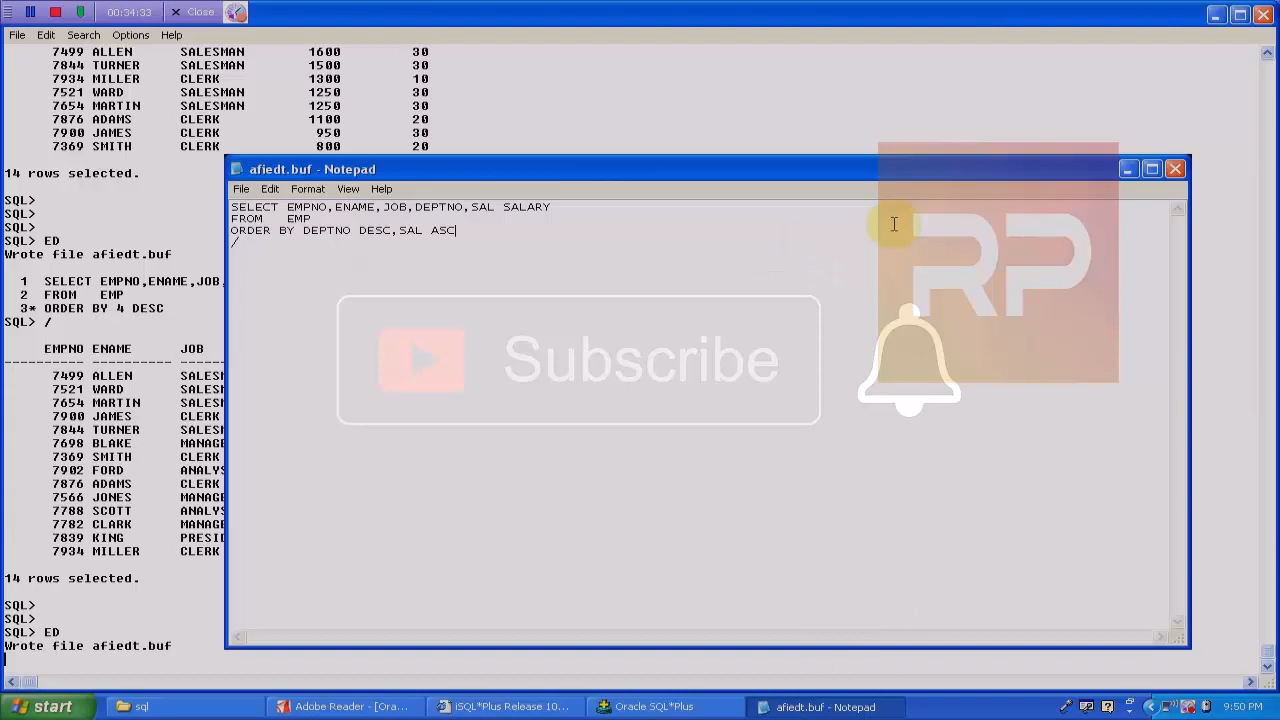 00:34:33 Close
File Edit Search Options Help
7499 ALLEN SALESMAN 1600 30
7844 TURNER SALESMAN 1500 30
7934 MILLER CLERK 1300 10
7521 WARD SALESMAN 1250 30
7654 MARTIN SALESMAN 1250 30
7876 ADAMS CLERK 1100 20
7900 JAMES CLERK 950 30
7369 SMITH CLERK 800 20
14 rows selected.
SQL>
SQL>
SQL>
SQL> ED
Wrote file afiedt.buf
1 SELECT EMPNO,ENAME,JOB,
2 FROM EMP
3* ORDER BY 4 DESC
SQL> /
EMPNO ENAME JOB
7499 ALLEN SALESM
7521 WARD SALESM
7654 MARTIN SALESM
7900 JAMES CLERK
7844 TURNER SALESM
7698 BLAKE MANAGE
7369 SMITH CLERK
7902 FORD ANALYS
7876 ADAMS CLERK
7566 JONES MANAGE
7788 SCOTT ANALYS
7782 CLARK MANAGE
7839 KING PRESID
7934 MILLER CLERK
14 rows selected.
SQL>
SQL>
SQL> ED
Wrote file afiedt.buf
afiedt.buf - Notepad
File Edit Format View Help
SELECT EMPNO,ENAME,JOB,DEPTNO,SAL SALARY
FROM EMP
ORDER BY DEPTNO DESC,SAL ASC
/
RP
Subscribe
start sql Adobe Reader - [Ora... iSQL*Plus Release 10... Oracle SQL*Plus afiedt.buf - Notepad 9:50 PM